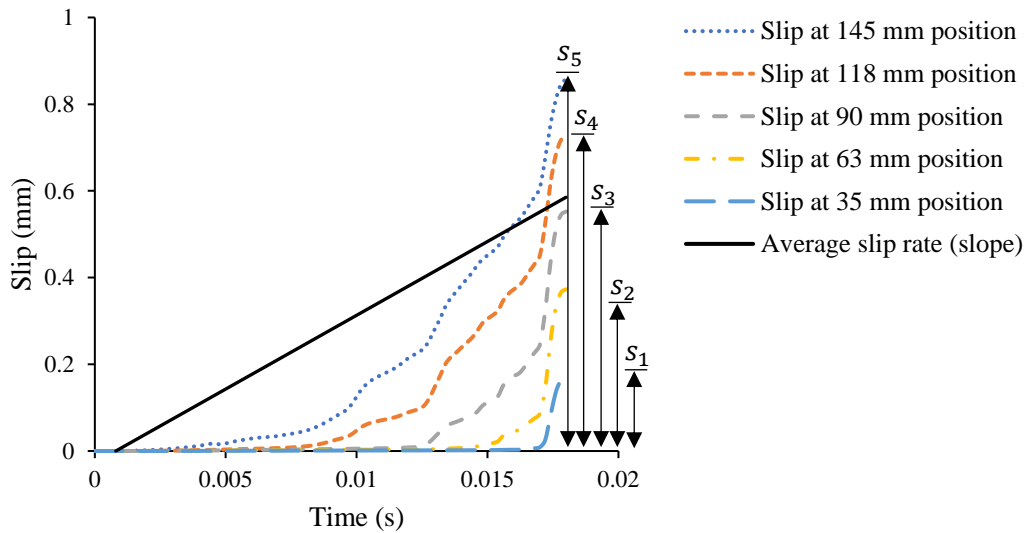 1
0.8
0.6
0.4
0.2
0
Slip (mm)
0
0.005
0.01
0.015
0.02
Time (s)
s₅
s₄
s₃
s₂
s₁
Slip at 145 mm position
Slip at 118 mm position
Slip at 90 mm position
Slip at 63 mm position
Slip at 35 mm position
Average slip rate (slope)